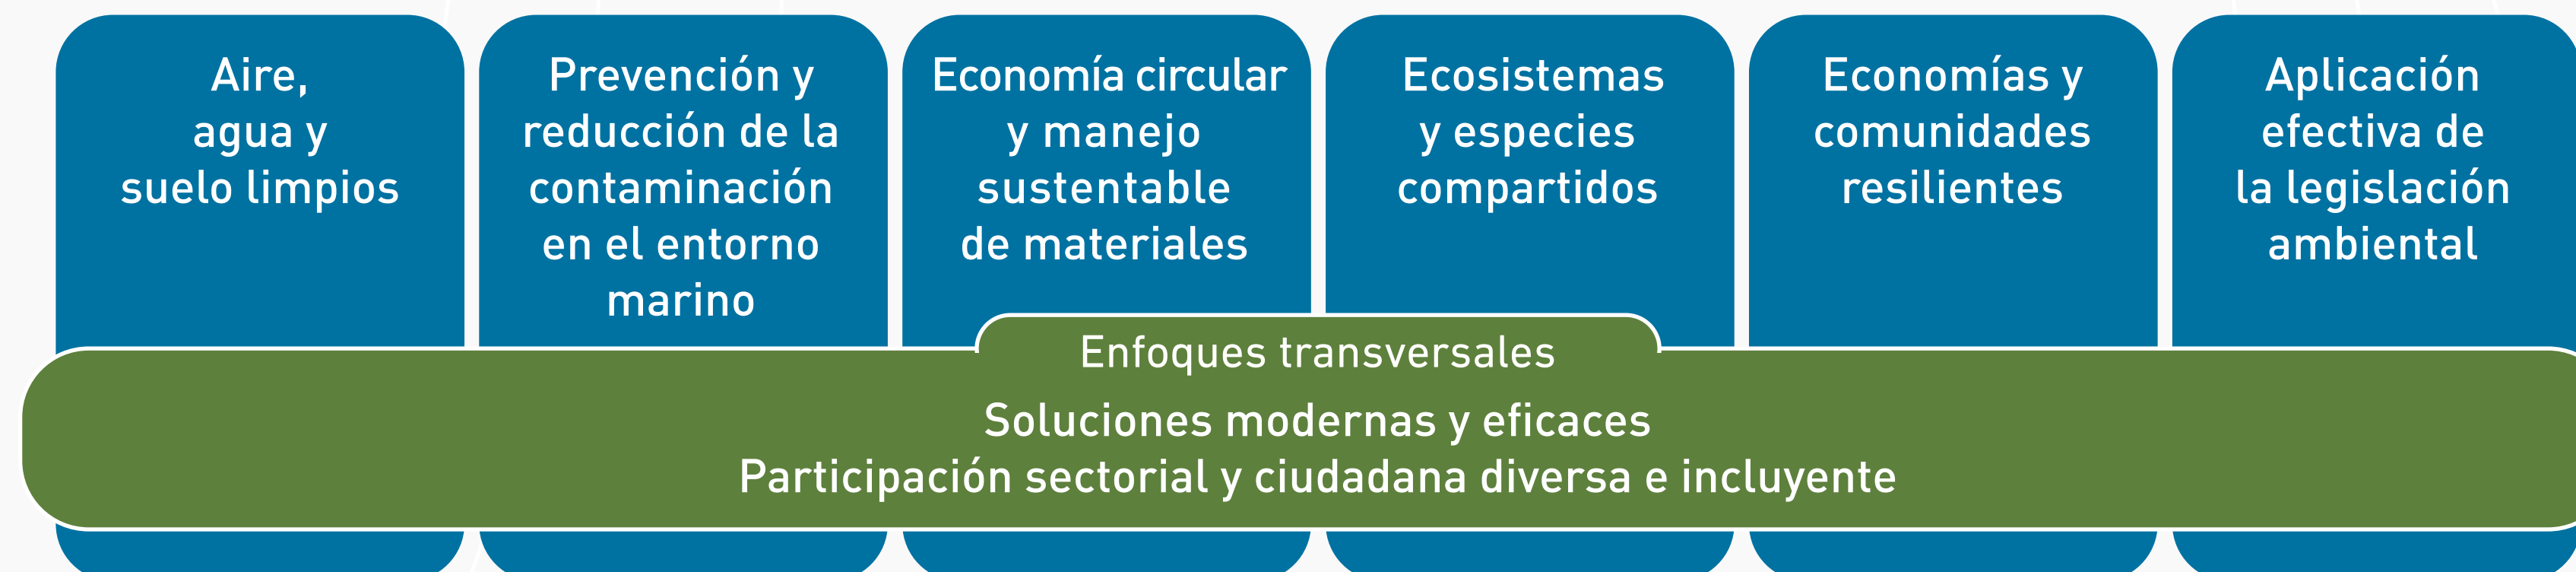 Aire,
agua y
suelo limpios
Prevención y
reducción de la
contaminación
en el entorno
marino
Economía circular
y manejo
sustentable
de materiales
Ecosistemas
y especies
compartidos
Economías y
comunidades
resilientes
Aplicación
efectiva de
la legislación
ambiental
Enfoques transversales
Soluciones modernas y eficaces
Participación sectorial y ciudadana diversa e incluyente